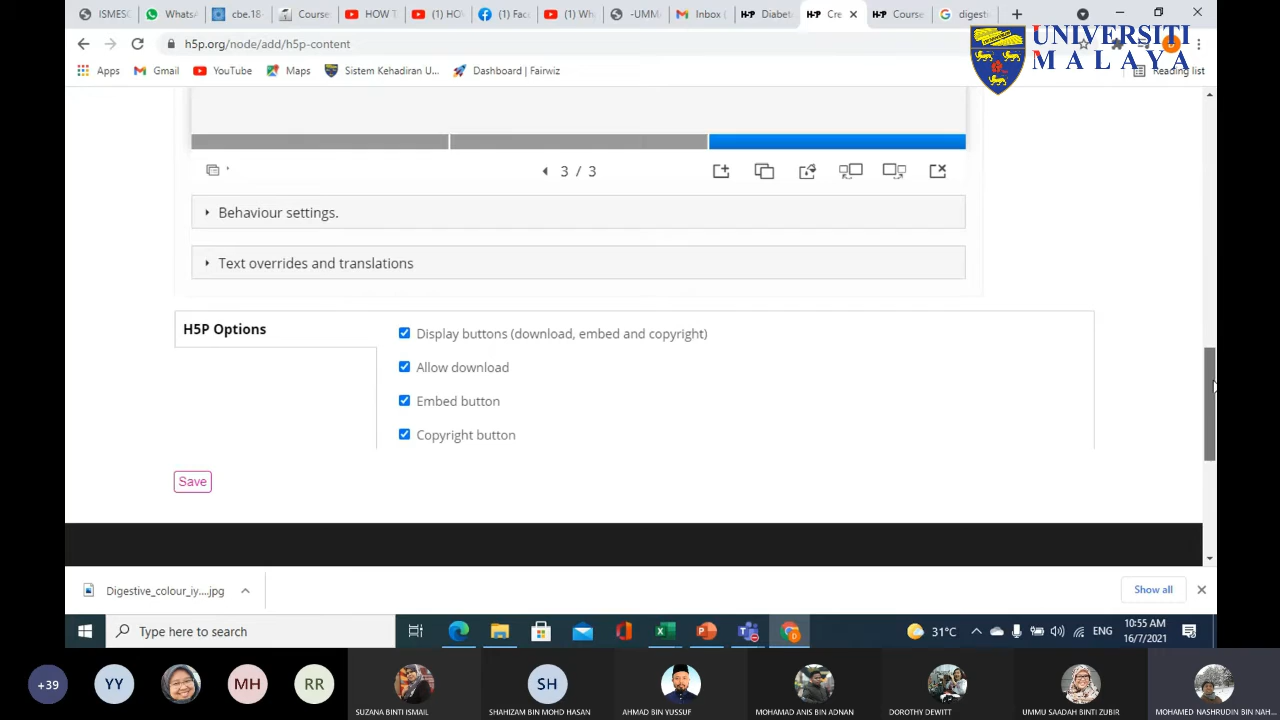 ISMESC
WhatsA
cbe.18-
Course
HOW T
(1) HO
(1) Fac
(1) Wh
-UMM
Inbox (
H-P Diabet
H-P Cre
H-P Course
digest
h5p.org/node/add/h5p-content
UNIVERSITI
MALAYA
Apps
Gmail
YouTube
Maps
Sistem Kehadiran U...
Dashboard | Fairwiz
Reading list
3 / 3
Behaviour settings.
Text overrides and translations
H5P Options
Display buttons (download, embed and copyright)
Allow download
Embed button
Copyright button
Save
Digestive_colour_iy....jpg
Show all
Type here to search
31°C
ENG
10:55 AM
16/7/2021
+39
YY
MH
RR
SH
SUZANA BINTI ISMAIL
SHAHIZAM BIN MOHD HASAN
AHMAD BIN YUSSUF
MOHAMAD ANIS BIN ADNAN
DOROTHY DEWITT
UMMU SAADAH BINTI ZUBIR
MOHAMED NASHRUDIN BIN NAH...